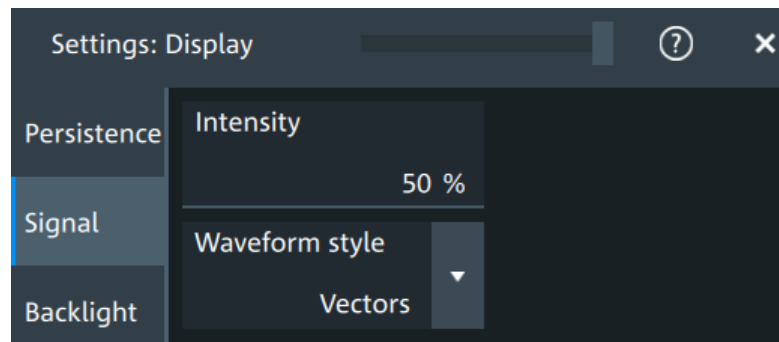 Settings: Display
?
Persistence
Signal
Backlight
Intensity
50 %
Waveform style
Vectors